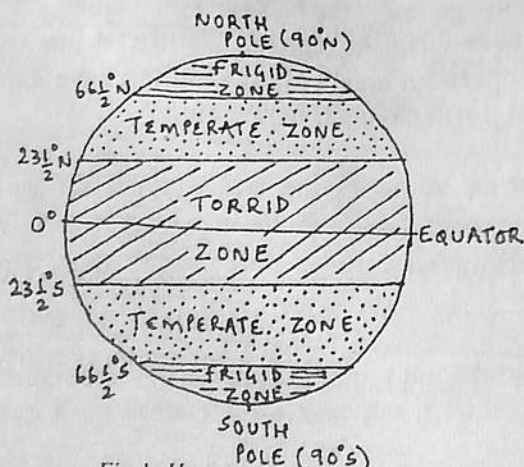 NORTH
POLE (90°N)
FRIGID
66½°N
ZONE
TEMPERATE ZONE
23½°N
TORRID
0°
EQUATOR
ZONE
23½°S
TEMPERATE ZONE
66½°S
FRIGID
ZONE
SOUTH
POLE (90°S)